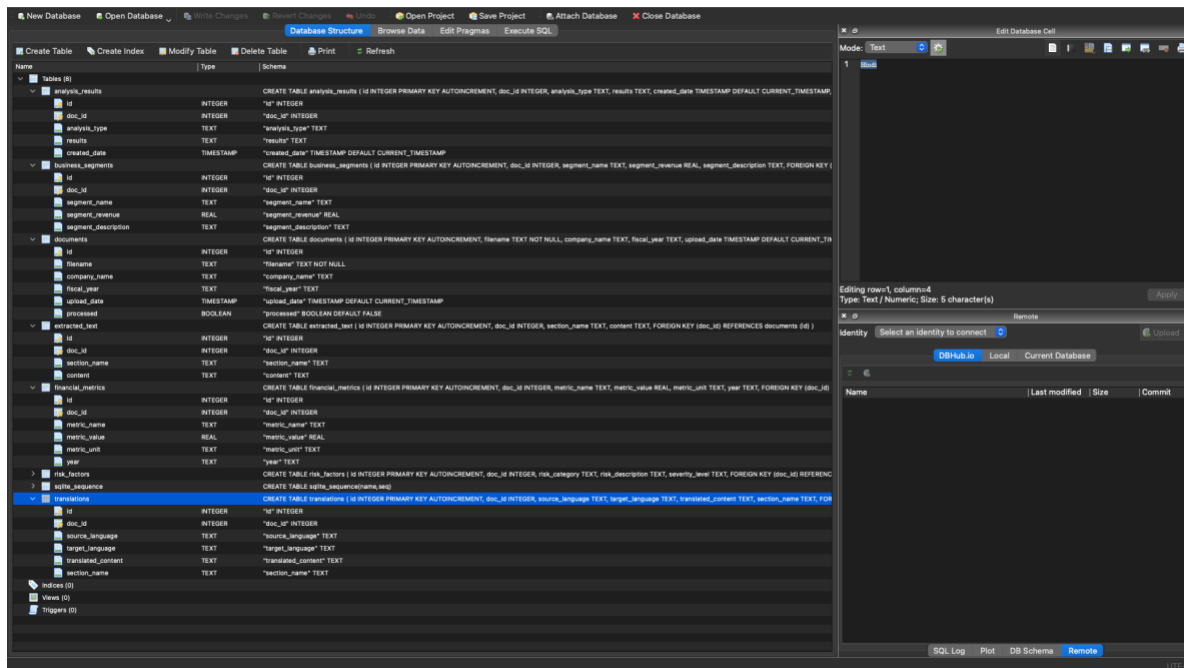 New Database Open Database Write Changes Revert Changes Undo Open Project Save Project Attach Database Close Database
Database Structure Browse Data Edit Pragmas Execute SQL
Create Table Create Index Modify Table Delete Table Print Refresh
Name Type Schema
Tables (8)
analysis_results CREATE TABLE analysis_results ( id INTEGER PRIMARY KEY AUTOINCREMENT, doc_id INTEGER, analysis_type TEXT, results TEXT, created_date TIMESTAMP DEFAULT CURRENT_TIMESTAMP,
id INTEGER "id" INTEGER
doc_id INTEGER "doc_id" INTEGER
analysis_type TEXT "analysis_type" TEXT
results TEXT "results" TEXT
created_date TIMESTAMP "created_date" TIMESTAMP DEFAULT CURRENT_TIMESTAMP
business_segments CREATE TABLE business_segments ( id INTEGER PRIMARY KEY AUTOINCREMENT, doc_id INTEGER, segment_name TEXT, segment_revenue REAL, segment_description TEXT, FOREIGN KEY (
id INTEGER "id" INTEGER
doc_id INTEGER "doc_id" INTEGER
segment_name TEXT "segment_name" TEXT
segment_revenue REAL "segment_revenue" REAL
segment_description TEXT "segment_description" TEXT
documents CREATE TABLE documents ( id INTEGER PRIMARY KEY AUTOINCREMENT, filename TEXT NOT NULL, company_name TEXT, fiscal_year TEXT, upload_date TIMESTAMP DEFAULT CURRENT_TIM
id INTEGER "id" INTEGER
filename TEXT "filename" TEXT NOT NULL
company_name TEXT "company_name" TEXT
fiscal_year TEXT "fiscal_year" TEXT
upload_date TIMESTAMP "upload_date" TIMESTAMP DEFAULT CURRENT_TIMESTAMP
processed BOOLEAN "processed" BOOLEAN DEFAULT FALSE
extracted_text CREATE TABLE extracted_text ( id INTEGER PRIMARY KEY AUTOINCREMENT, doc_id INTEGER, section_name TEXT, content TEXT, FOREIGN KEY (doc_id) REFERENCES documents (id) )
id INTEGER "id" INTEGER
doc_id INTEGER "doc_id" INTEGER
section_name TEXT "section_name" TEXT
content TEXT "content" TEXT
financial_metrics CREATE TABLE financial_metrics ( id INTEGER PRIMARY KEY AUTOINCREMENT, doc_id INTEGER, metric_name TEXT, metric_value REAL, metric_unit TEXT, year TEXT, FOREIGN KEY (doc_id)
id INTEGER "id" INTEGER
doc_id INTEGER "doc_id" INTEGER
metric_name TEXT "metric_name" TEXT
metric_value REAL "metric_value" REAL
metric_unit TEXT "metric_unit" TEXT
year TEXT "year" TEXT
risk_factors CREATE TABLE risk_factors ( id INTEGER PRIMARY KEY AUTOINCREMENT, doc_id INTEGER, risk_category TEXT, risk_description TEXT, severity_level TEXT, FOREIGN KEY (doc_id) REFERENC
sqlite_sequence CREATE TABLE sqlite_sequence(name,seq)
translations CREATE TABLE translations ( id INTEGER PRIMARY KEY AUTOINCREMENT, doc_id INTEGER, source_language TEXT, target_language TEXT, translated_content TEXT, section_name TEXT, FOR
id INTEGER "id" INTEGER
doc_id INTEGER "doc_id" INTEGER
source_language TEXT "source_language" TEXT
target_language TEXT "target_language" TEXT
translated_content TEXT "translated_content" TEXT
section_name TEXT "section_name" TEXT
Indices (0)
Views (0)
Triggers (0)
Edit Database Cell
Mode: Text
1 Hindi
Editing row=1, column=4
Type: Text / Numeric; Size: 5 character(s)
Apply
Remote
Identity Select an identity to connect Upload
DBHub.io Local Current Database
Name Last modified Size Commit
SQL Log Plot DB Schema Remote